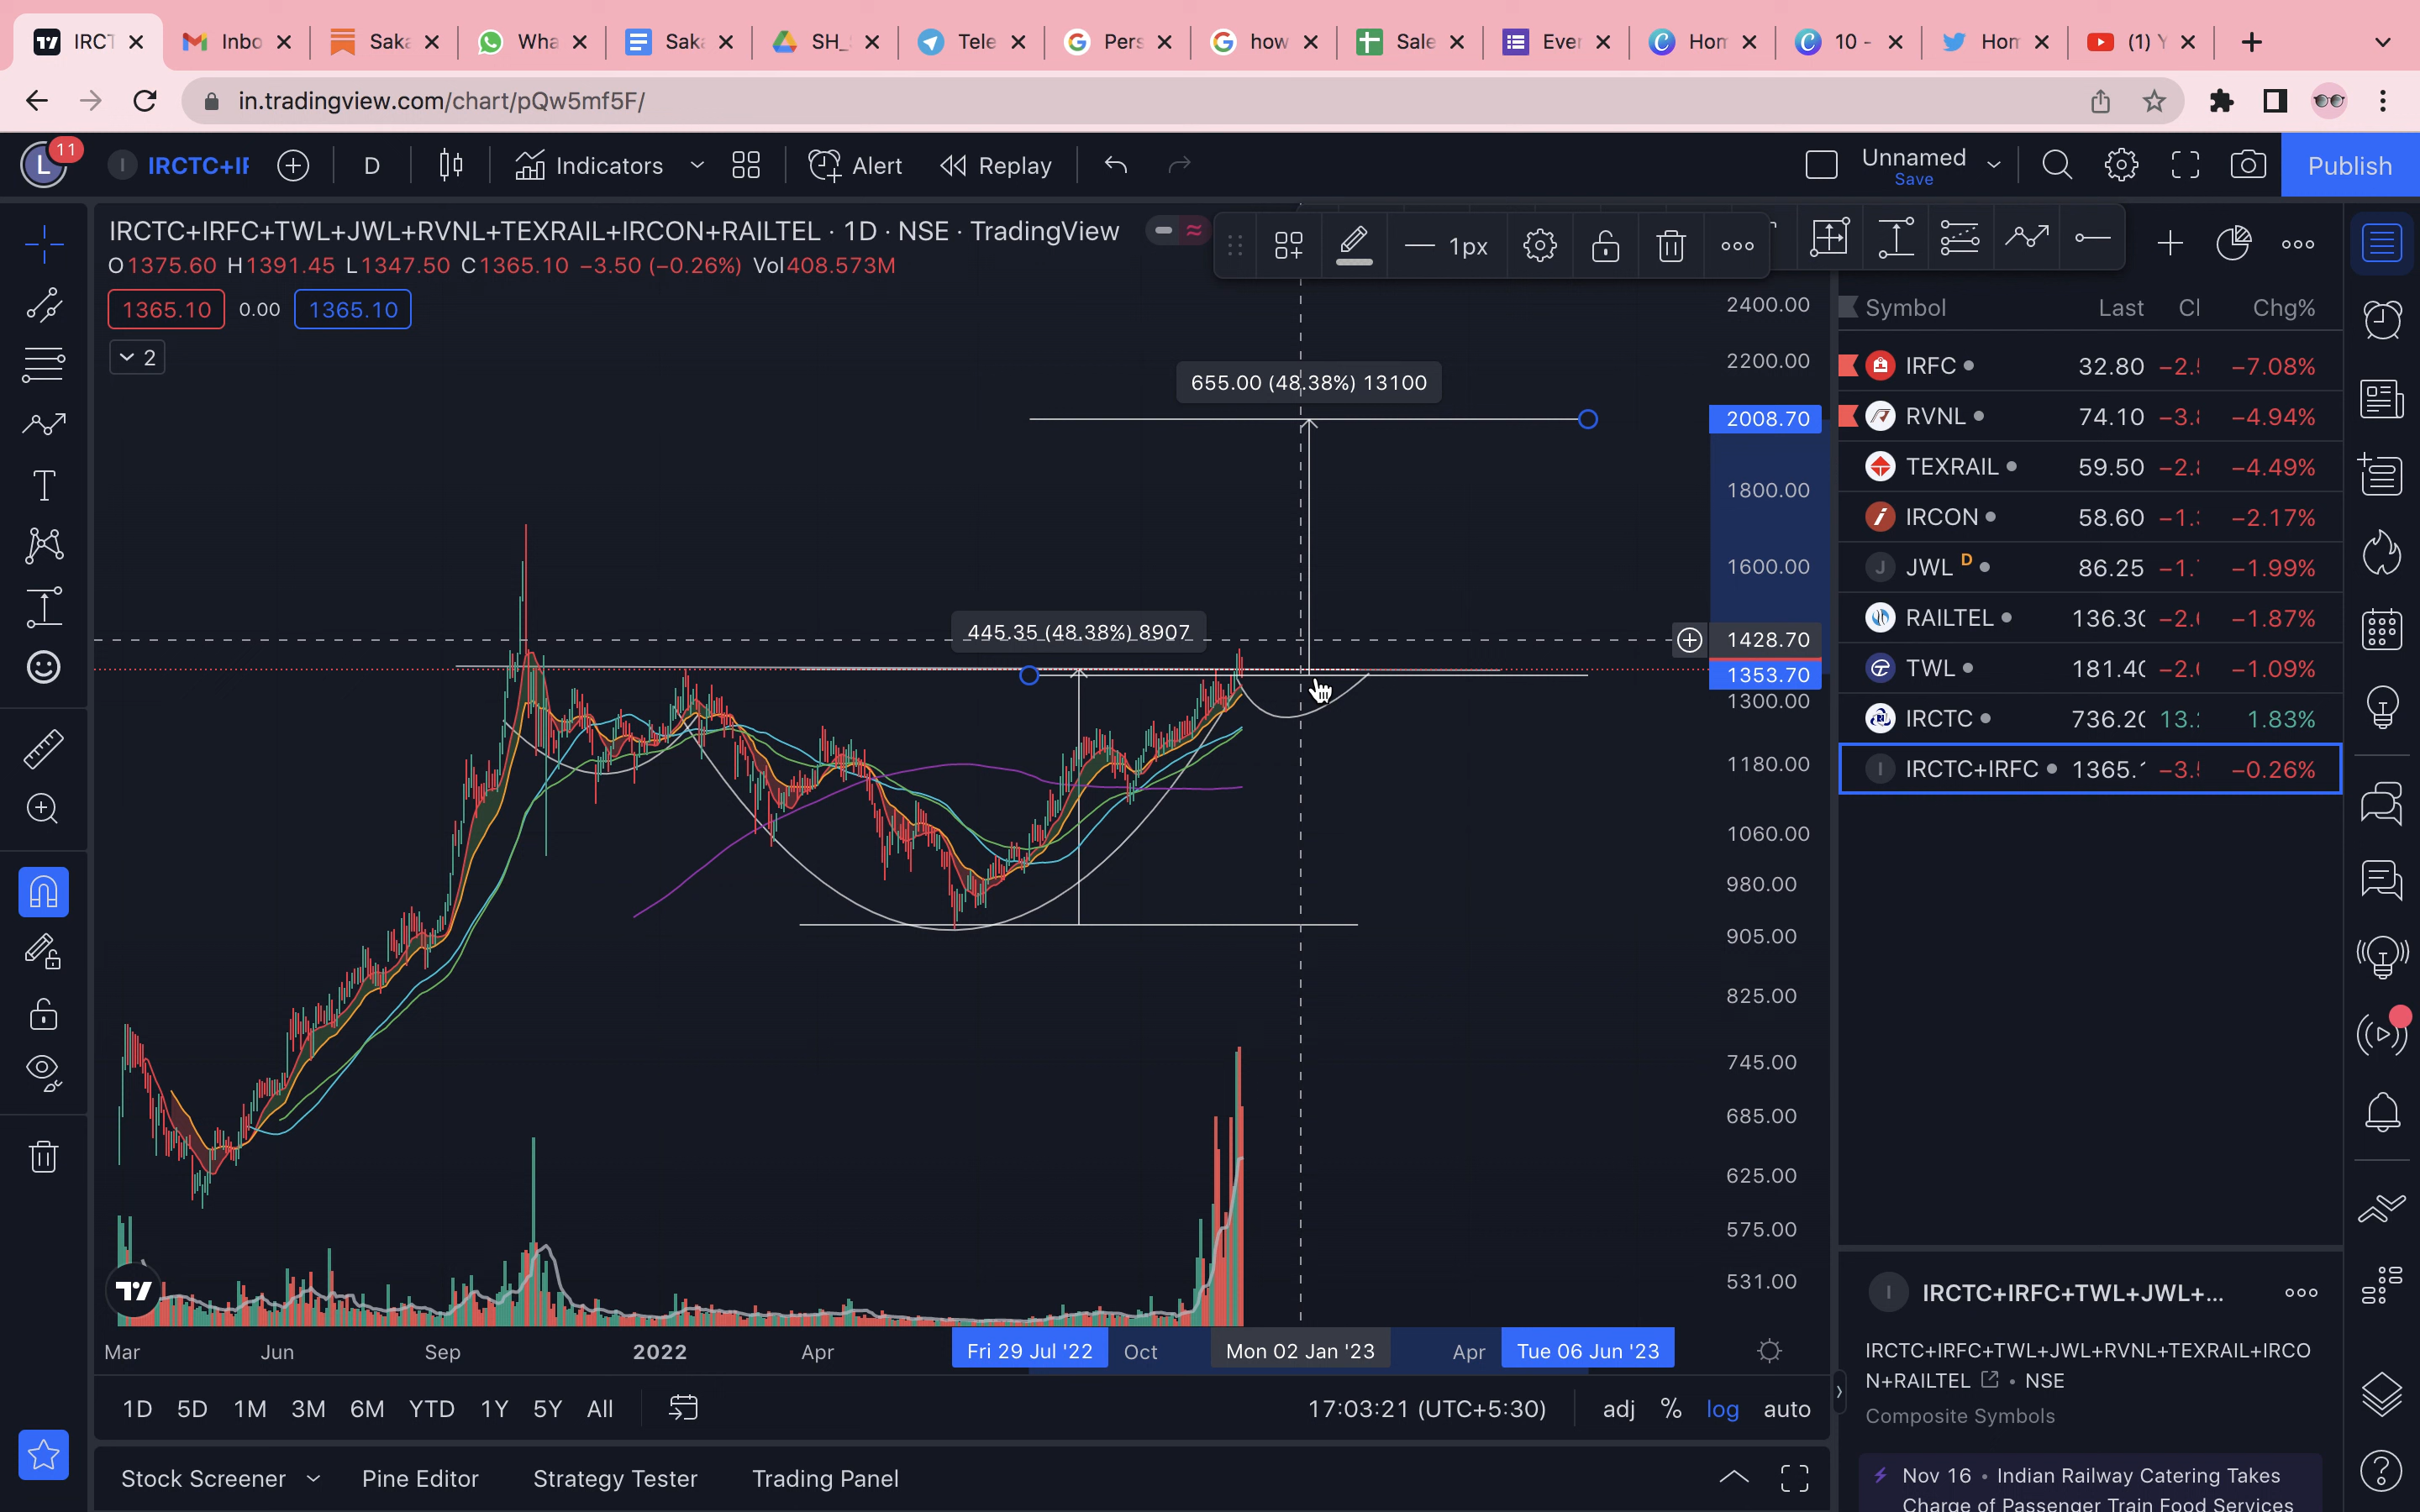 IRCT
Inbo
Saka
Wha
Saka
SH_
Tele
Pers
how
Sale
Ever
Hom
10 -
Hom
(1) Y
in.tradingview.com/chart/pQw5mf5F/
L 11
IRCTC+IF
D
Indicators
Alert
Replay
Unnamed
Save
Publish
IRCTC+IRFC+TWL+JWL+RVNL+TEXRAIL+IRCON+RAILTEL · 1D · NSE · TradingView
1px
O1375.60 H1391.45 L1347.50 C1365.10 −3.50 (−0.26%) Vol408.573M
1365.10 0.00 1365.10
2
655.00 (48.38%) 13100
445.35 (48.38%) 8907
2400.00
2200.00
2008.70
1800.00
1600.00
1428.70
1353.70
1300.00
1180.00
1060.00
980.00
905.00
825.00
745.00
685.00
625.00
575.00
531.00
Mar Jun Sep 2022 Apr Fri 29 Jul '22 Oct Mon 02 Jan '23 Apr Tue 06 Jun '23
1D 5D 1M 3M 6M YTD 1Y 5Y All
17:03:21 (UTC+5:30) adj % log auto
Stock Screener Pine Editor Strategy Tester Trading Panel
Symbol Last Chg%
IRFC 32.80 −7.08%
RVNL 74.10 −4.94%
TEXRAIL 59.50 −4.49%
IRCON 58.60 −2.17%
J JWL D 86.25 −1.99%
RAILTEL 136.30 −1.87%
TWL 181.40 −1.09%
IRCTC 736.20 1.83%
I IRCTC+IRFC 1365.1 −0.26%
I IRCTC+IRFC+TWL+JWL+...
IRCTC+IRFC+TWL+JWL+RVNL+TEXRAIL+IRCO
N+RAILTEL • NSE
Composite Symbols
Nov 16 • Indian Railway Catering Takes
Charge of Passenger Train Food Services